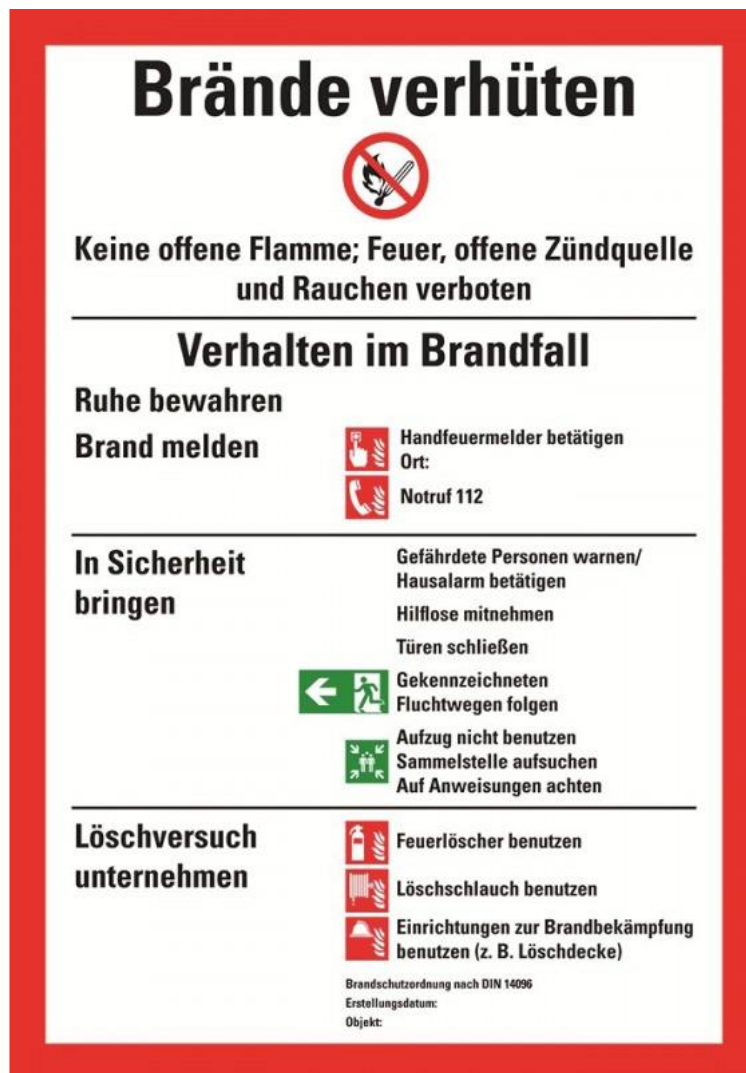 Brände verhüten
Keine offene Flamme; Feuer, offene Zündquelle
und Rauchen verboten
Verhalten im Brandfall
Ruhe bewahren
Brand melden
Handfeuermelder betätigen
Ort:
Notruf 112
In Sicherheit
bringen
Gefährdete Personen warnen/
Hausalarm betätigen
Hilflose mitnehmen
Türen schließen
Gekennzeichneten
Fluchtwegen folgen
Aufzug nicht benutzen
Sammelstelle aufsuchen
Auf Anweisungen achten
Löschversuch
unternehmen
Feuerlöscher benutzen
Löschschlauch benutzen
Einrichtungen zur Brandbekämpfung
benutzen (z. B. Löschdecke)
Brandschutzordnung nach DIN 14096
Erstellungsdatum:
Objekt: